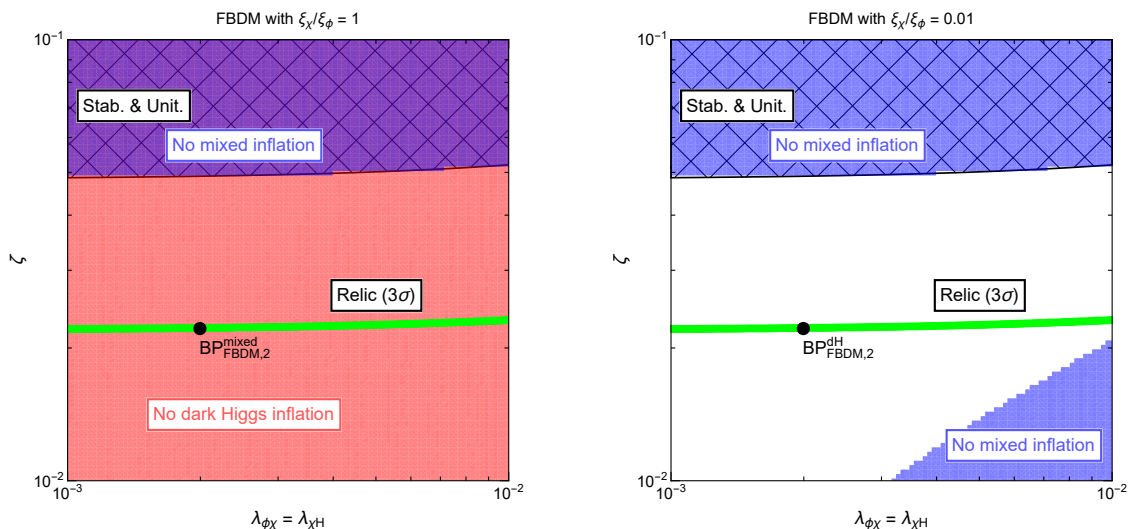 FBDM with ξχ/ξϕ = 1
10⁻¹
Stab. & Unit.
No mixed inflation
ζ
Relic (3σ)
BP^mixed_FBDM,2
No dark Higgs inflation
10⁻²
10⁻³
10⁻²
λϕχ = λχH
FBDM with ξχ/ξϕ = 0.01
10⁻¹
Stab. & Unit.
No mixed inflation
ζ
Relic (3σ)
BP^dH_FBDM,2
No mixed inflation
10⁻²
10⁻³
10⁻²
λϕχ = λχH